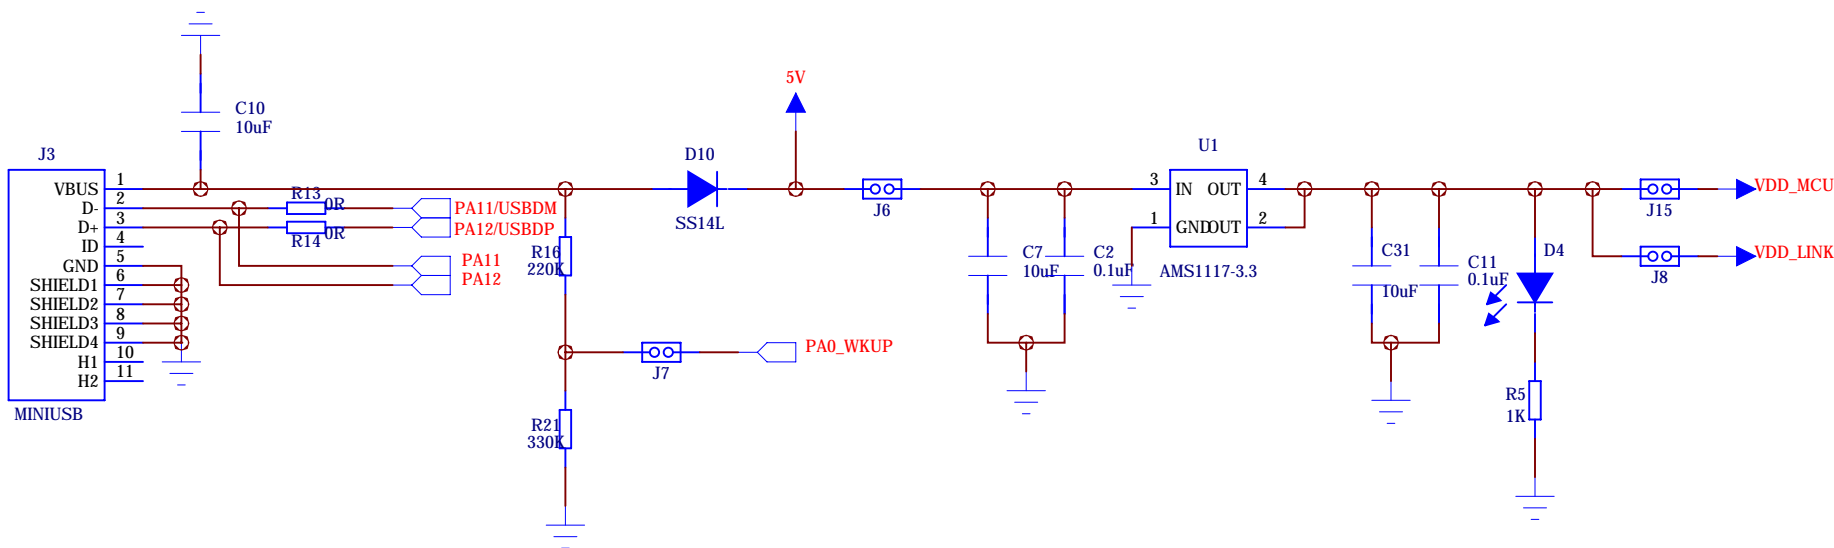 5V
C10
10uF
J3
D10
U1
VBUS 1
D- 2
D+ 3
ID 4
GND 5
SHIELD1 6
SHIELD2 7
SHIELD3 8
SHIELD4 9
H1 10
H2 11
MINIUSB
R13
0R
PA11/USBDM
R14
0R
PA12/USBDP
PA11
PA12
R16
220K
SS14L
J6
J7
PA0_WKUP
R21
330K
C7
10uF
C2
0.1uF
3 IN OUT 4
1 GND OUT 2
AMS1117-3.3
C31
10uF
C11
0.1uF
D4
R5
1K
J15
VDD_MCU
J8
VDD_LINK